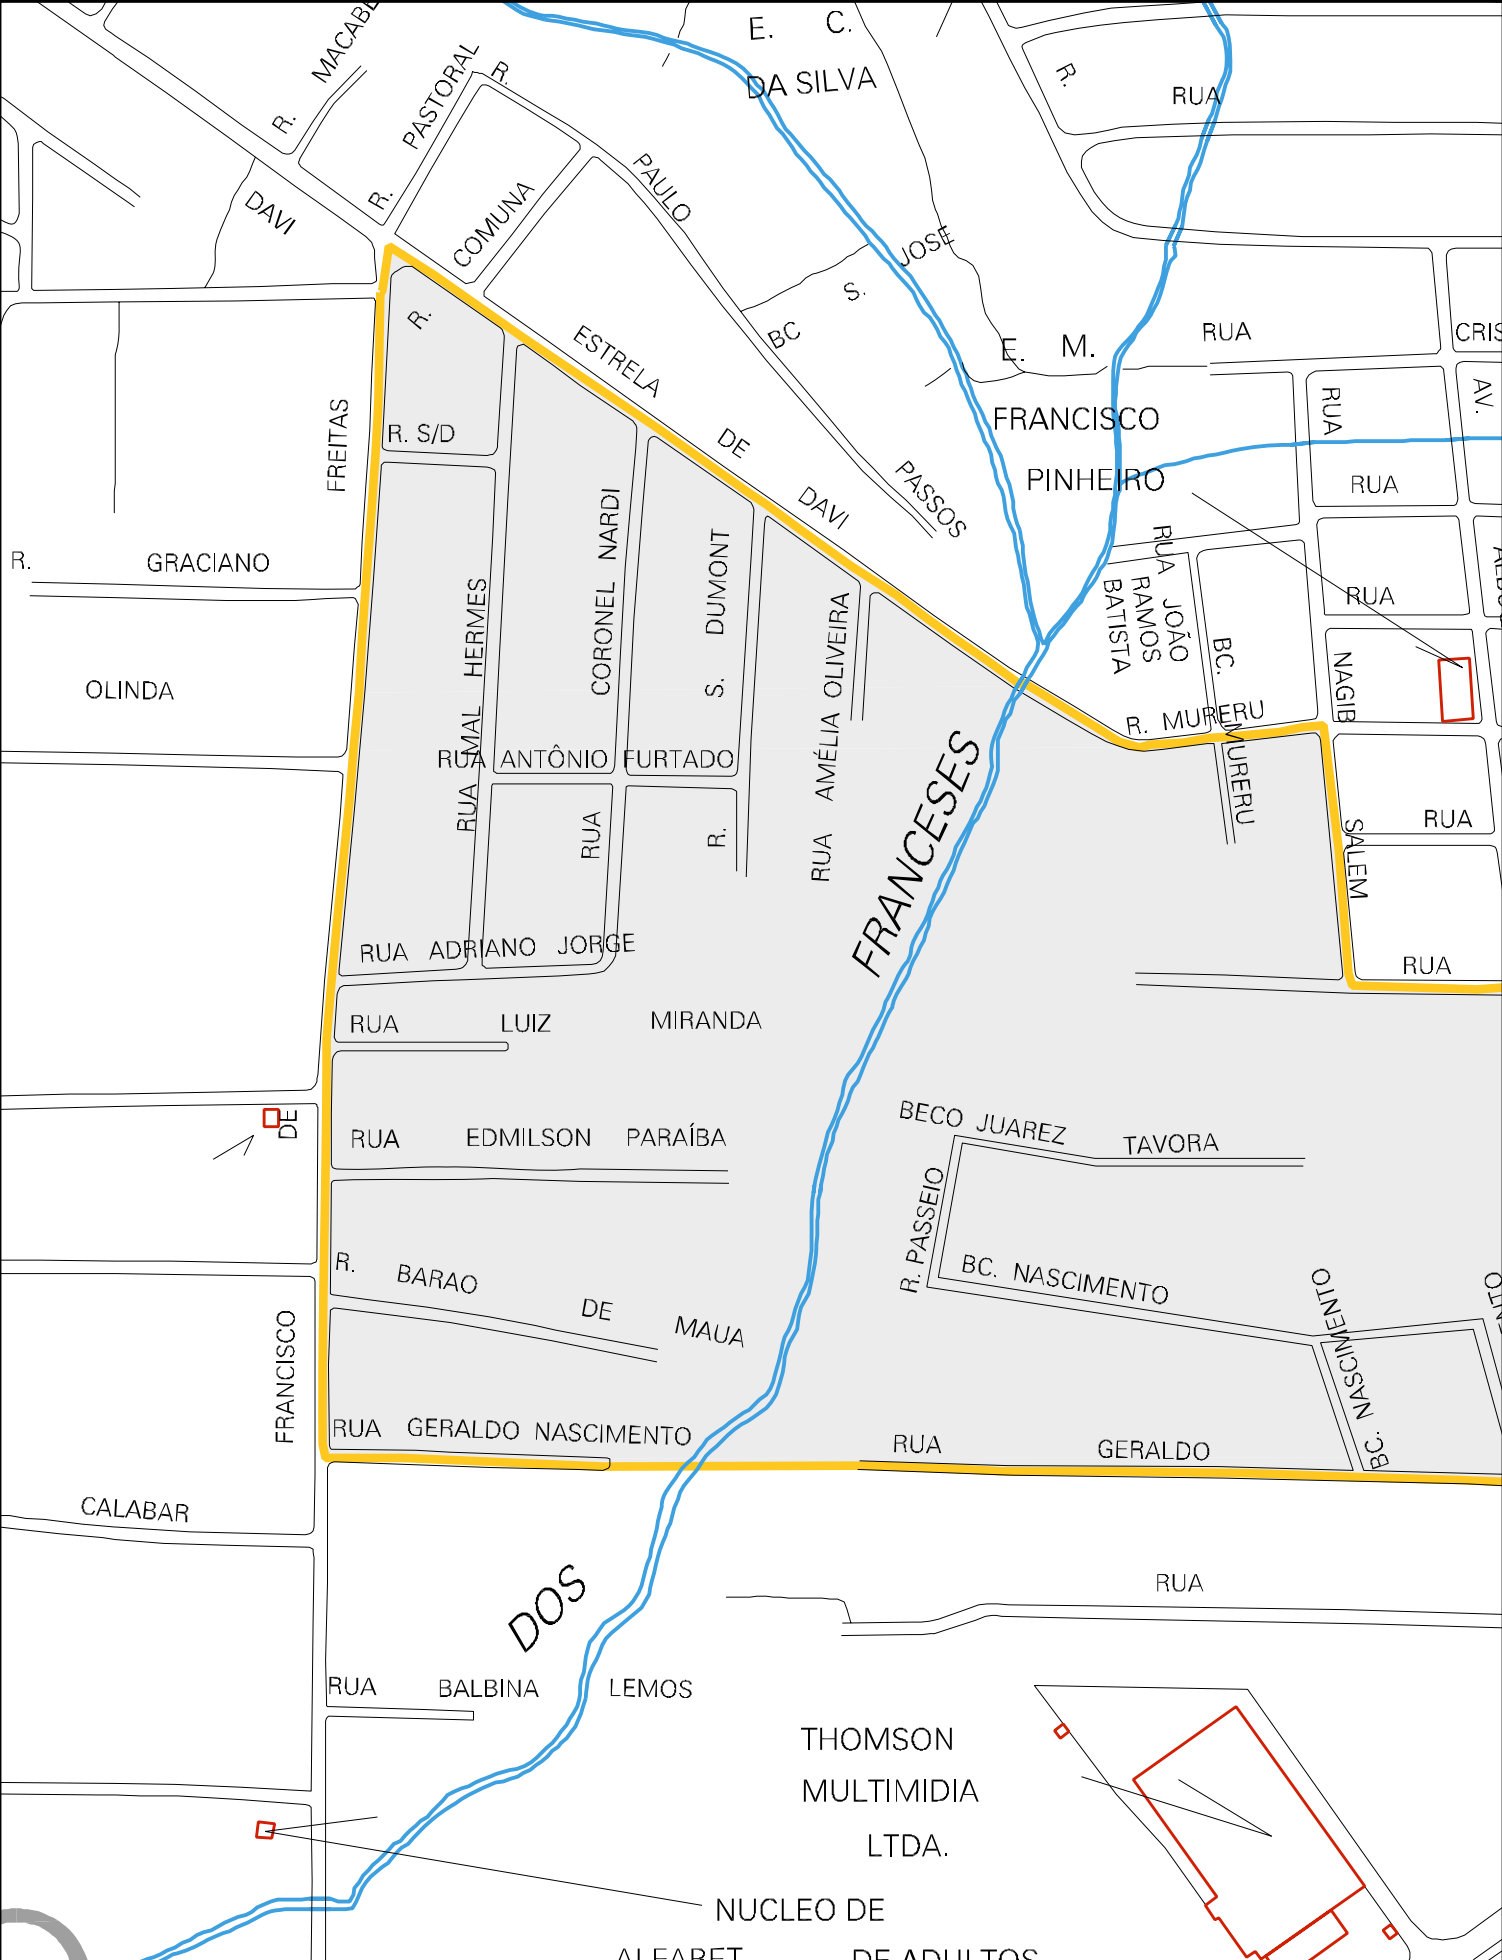 E. C.
DA SILVA
R. MACABE
R. PASTORAL
R. PAULO PASSOS
R.
RUA
DAVI
COMUNA
BC S. JOSE
R.
ESTRELA DE DAVI
E. M.
FRANCISCO
PINHEIRO
RUA
CRIS
RUA
AV.
RUA
FREITAS
R. S/D
R. GRACIANO
OLINDA
RUA MAL HERMES
RUA CORONEL NARDI
R. S. DUMONT
RUA AMÉLIA OLIVEIRA
RUA JOÃO
RAMOS
BATISTA
BC. MURERU
RUA
NAGIB
SALEM
R. MURERU
RUA ANTÔNIO FURTADO
FRANCESES
RUA
RUA
RUA ADRIANO JORGE
RUA LUIZ MIRANDA
DE
RUA EDMILSON PARAÍBA
BECO JUAREZ TAVORA
R. PASSEIO
BC. NASCIMENTO
BC. NASCIMENTO
R. BARAO DE MAUA
FRANCISCO
RUA GERALDO NASCIMENTO
RUA GERALDO
CALABAR
DOS
RUA
RUA BALBINA LEMOS
THOMSON
MULTIMIDIA
LTDA.
NUCLEO DE
ALFABET. DE ADULTOS